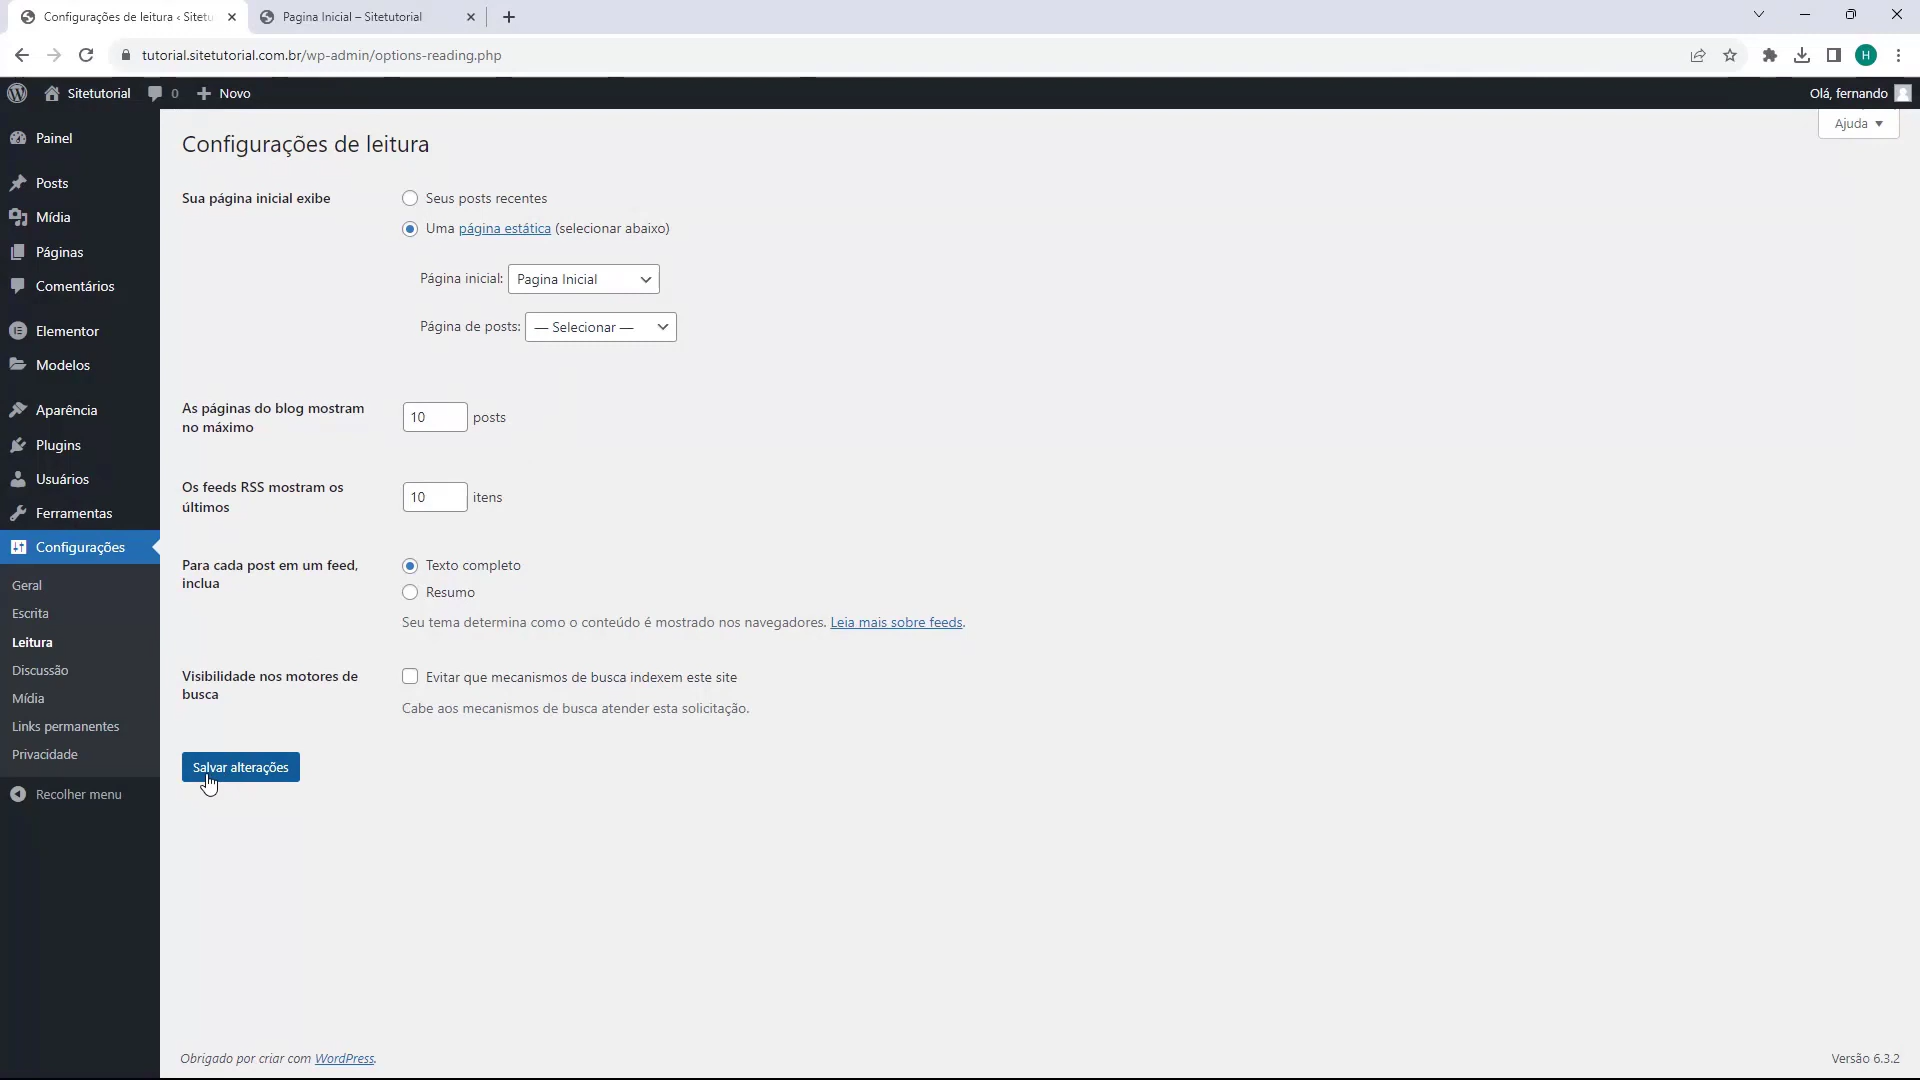 Configurações de leitura ‹ Sitetu
Pagina Inicial – Sitetutorial
tutorial.sitetutorial.com.br/wp-admin/options-reading.php
H
Sitetutorial
0
Novo
Olá, fernando
Ajuda
Painel
Posts
Mídia
Páginas
Comentários
Elementor
Modelos
Aparência
Plugins
Usuários
Ferramentas
Configurações
Geral
Escrita
Leitura
Discussão
Mídia
Links permanentes
Privacidade
Recolher menu
Configurações de leitura
Sua página inicial exibe
Seus posts recentes
Uma página estática (selecionar abaixo)
Página inicial: Pagina Inicial
Página de posts: — Selecionar —
As páginas do blog mostram
no máximo
10 posts
Os feeds RSS mostram os
últimos
10 itens
Para cada post em um feed,
inclua
Texto completo
Resumo
Seu tema determina como o conteúdo é mostrado nos navegadores. Leia mais sobre feeds.
Visibilidade nos motores de
busca
Evitar que mecanismos de busca indexem este site
Cabe aos mecanismos de busca atender esta solicitação.
Salvar alterações
Obrigado por criar com WordPress.
Versão 6.3.2